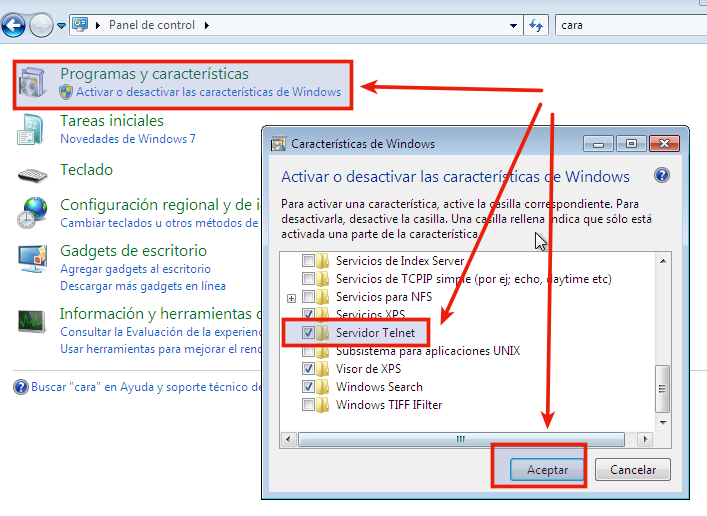 Panel de control
cara
Programas y características
Activar o desactivar las características de Windows
Tareas iniciales
Novedades de Windows 7
Teclado
Configuración regional y de i
Cambiar teclados u otros métodos de
Gadgets de escritorio
Agregar gadgets al escritorio
Descargar más gadgets en línea
Información y herramientas d
Consultar la Evaluación de la experien
Usar herramientas para mejorar el ren
Buscar "cara" en Ayuda y soporte técnico de
Características de Windows
Activar o desactivar las características de Windows
Para activar una característica, active la casilla correspondiente. Para
desactivarla, desactive la casilla. Una casilla rellena indica que sólo está
activada una parte de la característica.
Servicios de Index Server
Servicios de TCPIP simple (por ej; echo, daytime etc)
Servicios para NFS
Servicios XPS
Servidor Telnet
Subsistema para aplicaciones UNIX
Visor de XPS
Windows Search
Windows TIFF IFilter
Aceptar
Cancelar